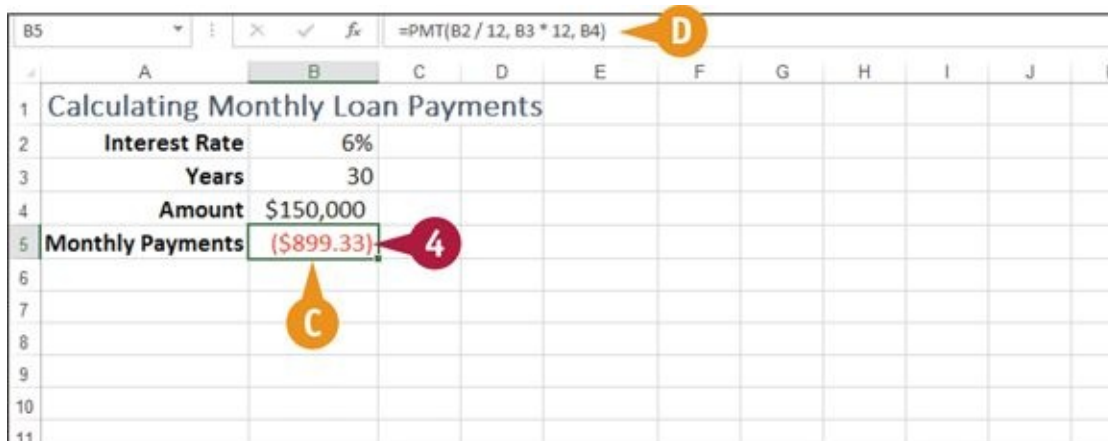 B5 fx =PMT(B2 / 12, B3 * 12, B4) D
A B C D E F G H I J
1 Calculating Monthly Loan Payments
2 Interest Rate 6%
3 Years 30
4 Amount $150,000
5 Monthly Payments ($899.33) 4
6
7 C
8
9
10
11